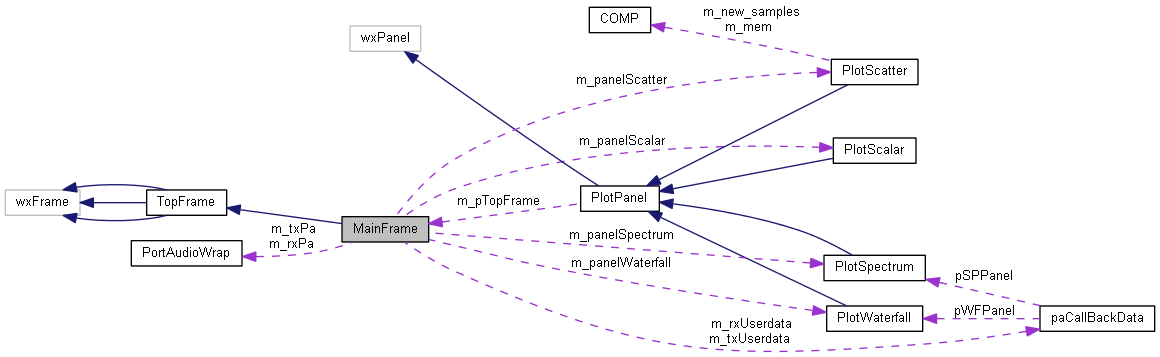 COMP
m_new_samples
m_mem
wxPanel
PlotScatter
m_panelScatter
m_panelScalar
PlotScalar
wxFrame
TopFrame
m_pTopFrame
PlotPanel
MainFrame
m_txPa
m_rxPa
PortAudioWrap
m_panelSpectrum
m_panelWaterfall
PlotSpectrum
pSPPanel
pWFPanel
PlotWaterfall
paCallBackData
m_rxUserdata
m_txUserdata